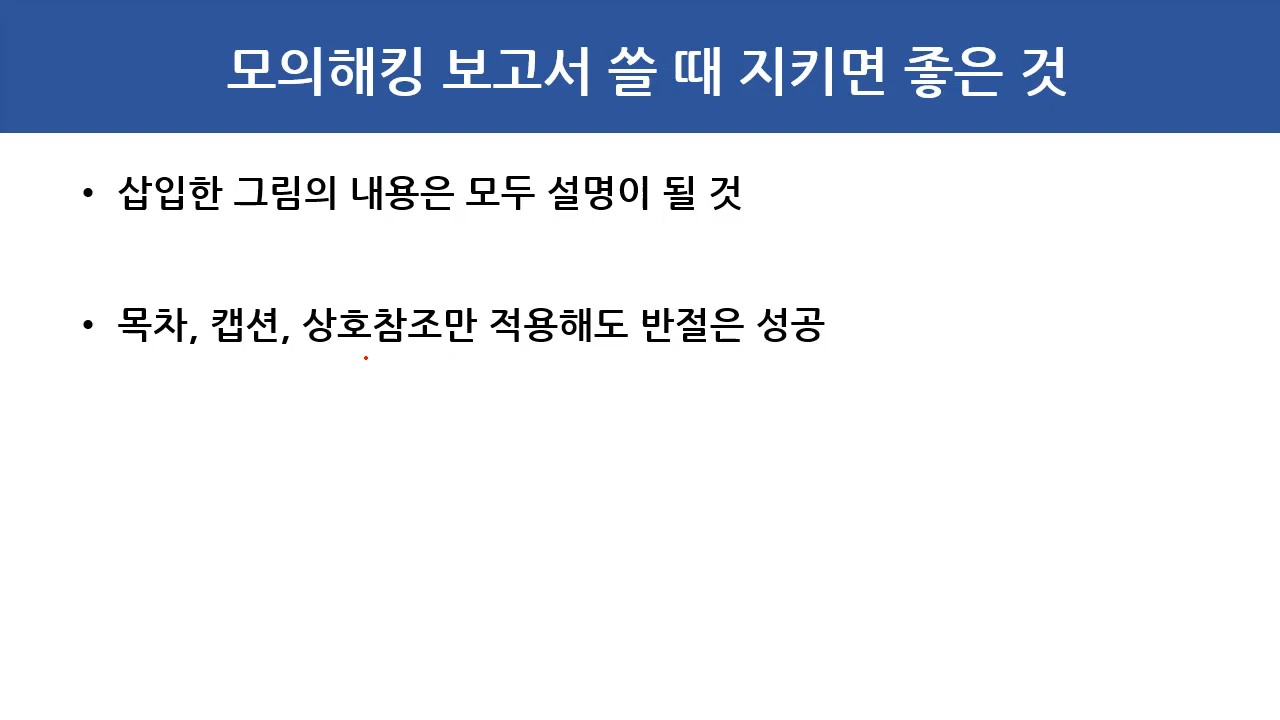 모의해킹 보고서 쓸 때 지키면 좋은 것
• 삽입한 그림의 내용은 모두 설명이 될 것
• 목차, 캡션, 상호참조만 적용해도 반절은 성공